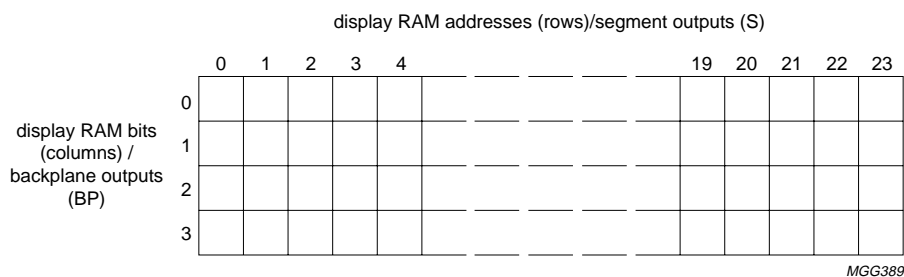 display RAM addresses (rows)/segment outputs (S)
0 1 2 3 4 19 20 21 22 23
0
display RAM bits
1
(columns) /
backplane outputs
2
(BP)
3
MGG389